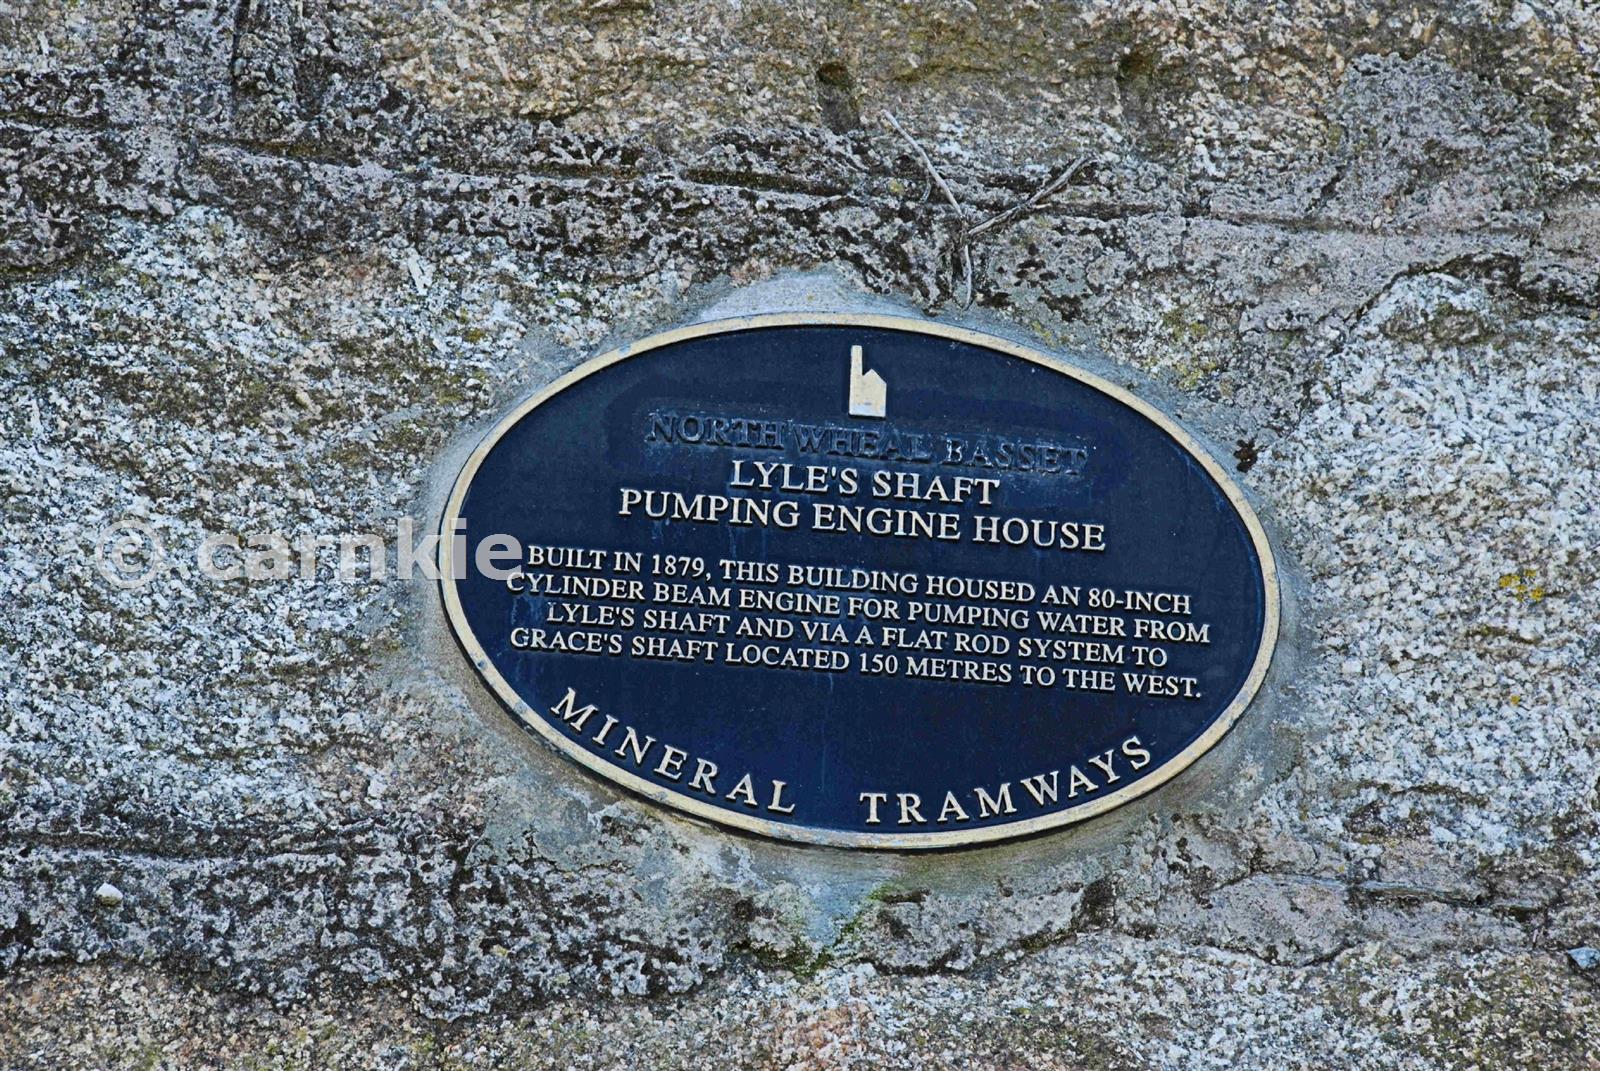 NORTH WHEAL BASSET
LYLE'S SHAFT
PUMPING ENGINE HOUSE
BUILT IN 1879, THIS BUILDING HOUSED AN 80-INCH
CYLINDER BEAM ENGINE FOR PUMPING WATER FROM
LYLE'S SHAFT AND VIA A FLAT ROD SYSTEM TO
GRACE'S SHAFT LOCATED 150 METRES TO THE WEST.
MINERAL TRAMWAYS
© carnkie